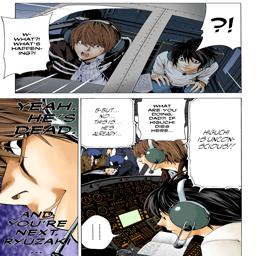 W-
WHAT?!
WHAT'S
HAPPEN-
ING?!
?!
WHAT
ARE YOU
DOING,
DAD?! IF
HIGUCHI
DIES
HERE...
HIGUCHI
IS UNCON-
SCIOUS!!
B-BUT...
NO,
THIS IS...
HE'S
ALREADY...
YEAH.
HE'S
DEAD.
AND
YOU'RE
NEXT,
RYUZAKI
...